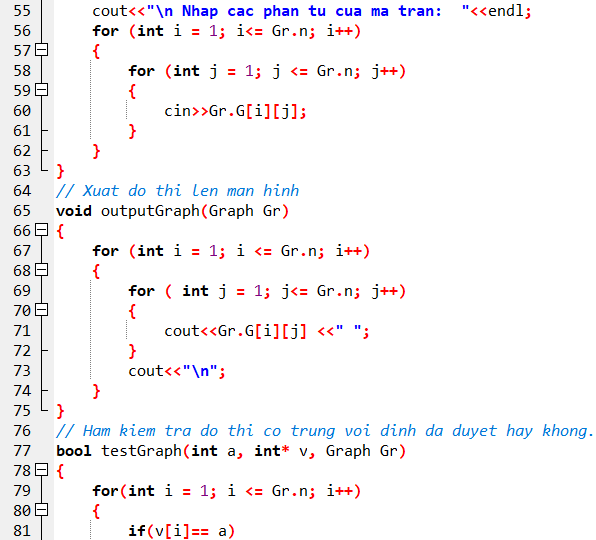 55 cout<<"\n Nhap cac phan tu cua ma tran:  "<<endl;
56 for (int i = 1; i<= Gr.n; i++)
57 {
58 for (int j = 1; j <= Gr.n; j++)
59 {
60 cin>>Gr.G[i][j];
61 }
62 }
63 }
64 // Xuat do thi len man hinh
65 void outputGraph(Graph Gr)
66 {
67 for (int i = 1; i <= Gr.n; i++)
68 {
69 for ( int j = 1; j<= Gr.n; j++)
70 {
71 cout<<Gr.G[i][j] <<" ";
72 }
73 cout<<"\n";
74 }
75 }
76 // Ham kiem tra do thi co trung voi dinh da duyet hay khong.
77 bool testGraph(int a, int* v, Graph Gr)
78 {
79 for(int i = 1; i <= Gr.n; i++)
80 {
81 if(v[i]== a)